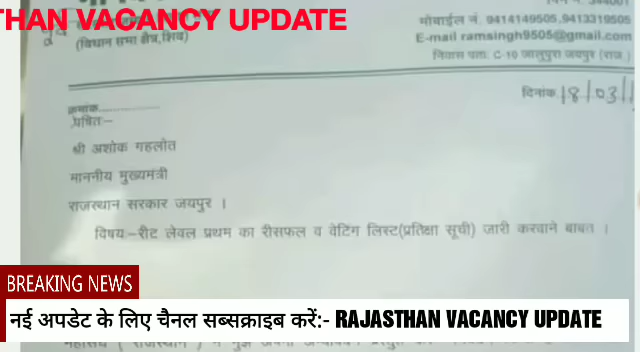 THAN VACANCY UPDATE
मोबाईल नं. 9414149505,9413319505
(विधान सभा क्षेत्र,शिव)
E-mail ramsingh9505@gmail.com
निवास पता. C-10 जालुपुरा जयपुर (राज.)
क्रमांक
दिनांक 18/03/
प्रेषित:–
श्री अशोक गहलोत
माननीय मुख्यमंत्री
राजस्थान सरकार जयपुर ।
विषय:–रीट लेवल प्रथम का रीसफल व वेटिंग लिस्ट(प्रतिक्षा सूची) जारी करवाने बाबत ।
BREAKING NEWS
नई अपडेट के लिए चैनल सब्सक्राइब करें:- RAJASTHAN VACANCY UPDATE